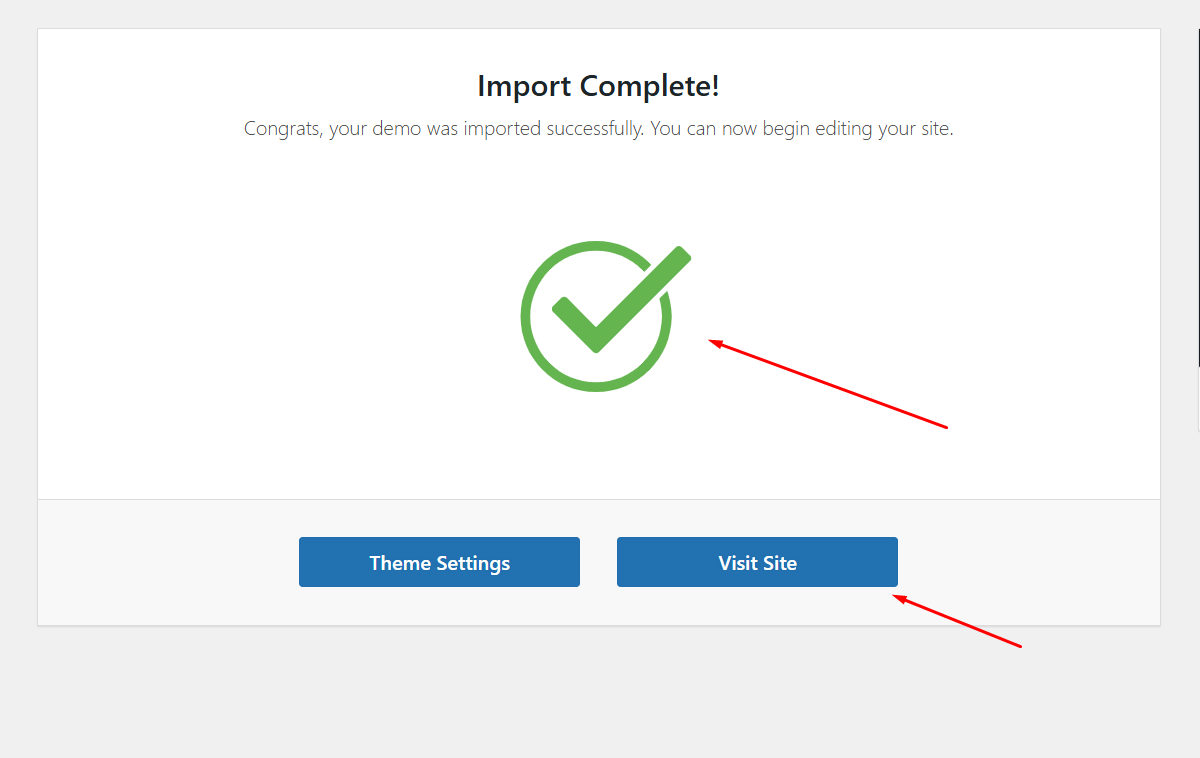 Import Complete!
Congrats, your demo was imported successfully. You can now begin editing your site.
Theme Settings
Visit Site